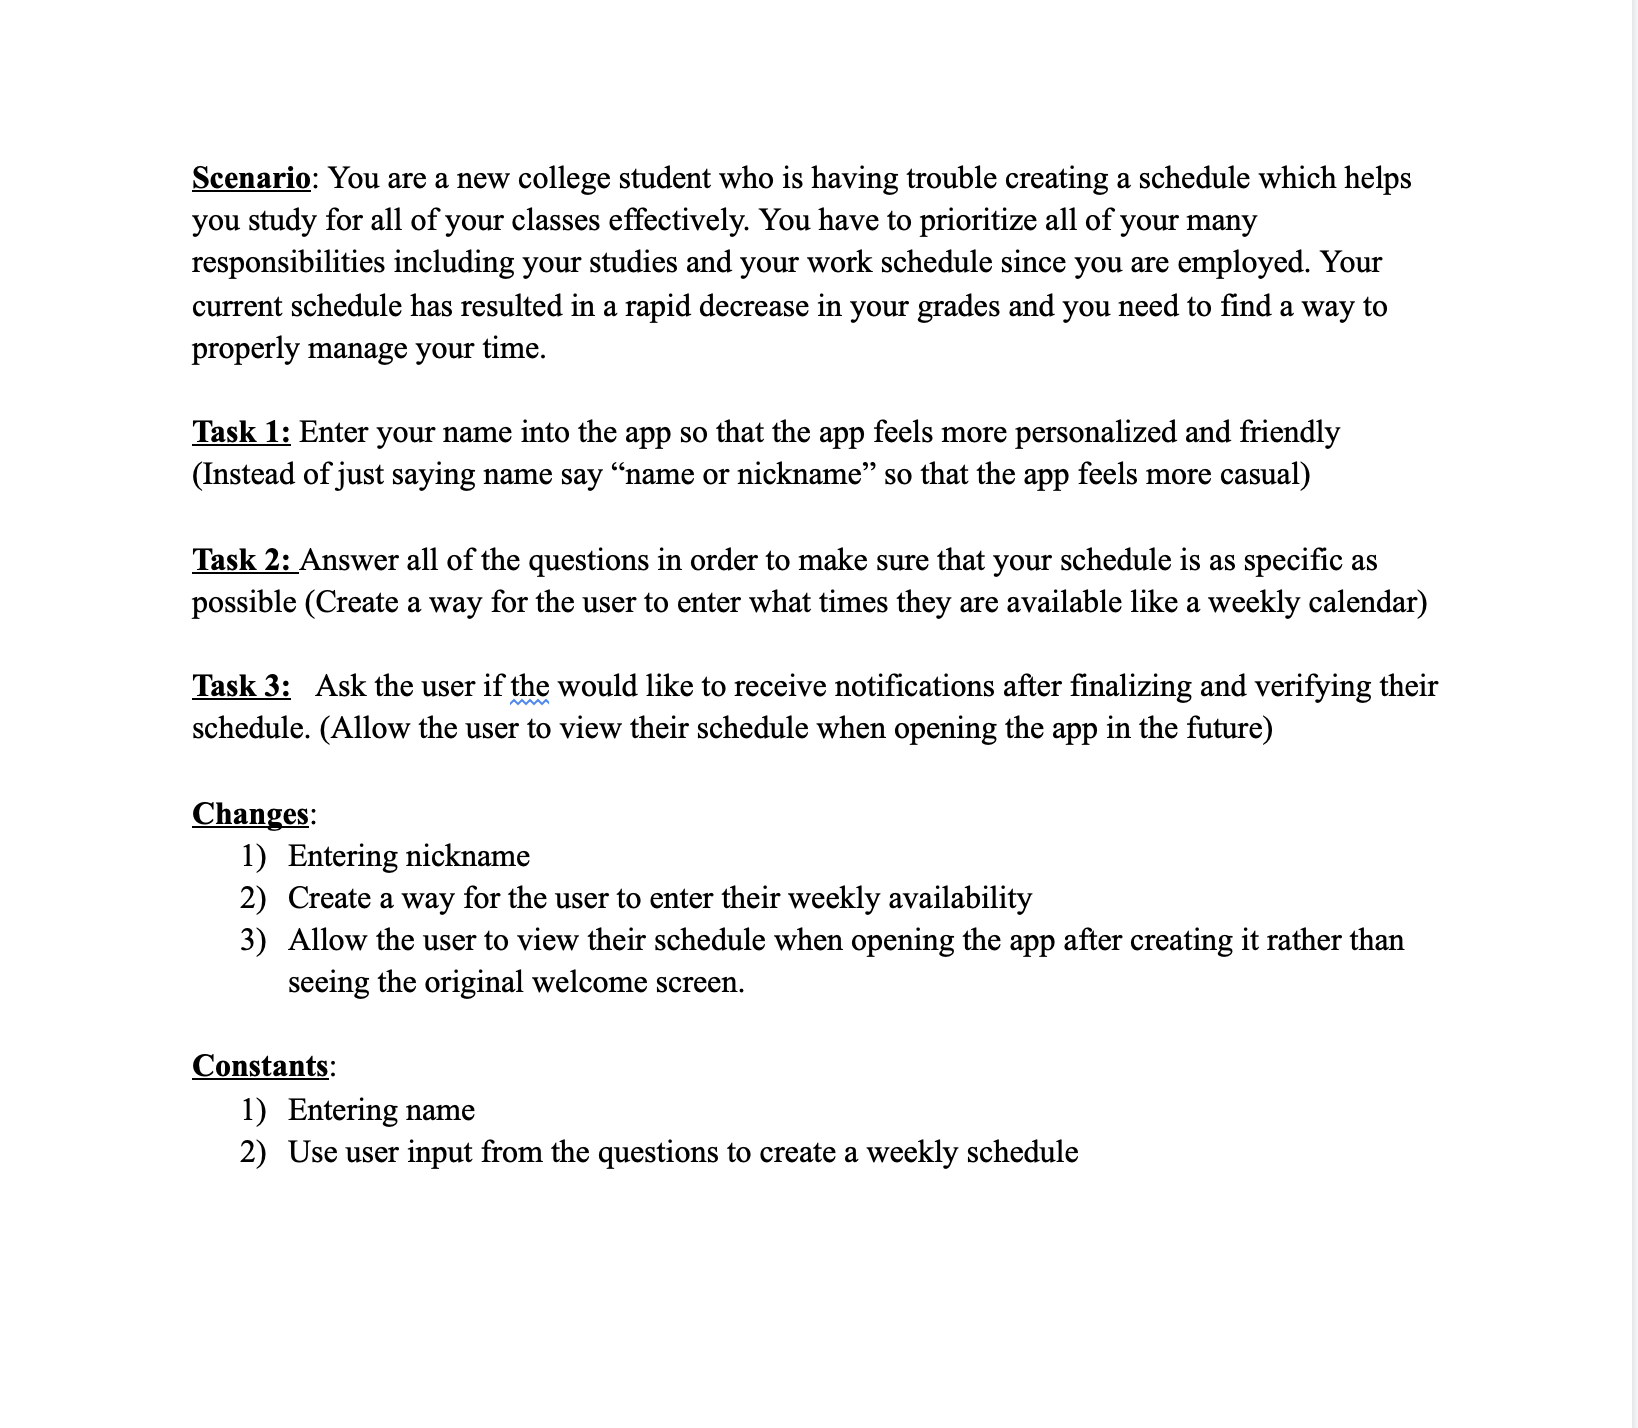 Scenario: You are a new college student who is having trouble creating a schedule which helps
you study for all of your classes effectively. You have to prioritize all of your many
responsibilities including your studies and your work schedule since you are employed. Your
current schedule has resulted in a rapid decrease in your grades and you need to find a way to
properly manage your time.
Task 1: Enter your name into the app so that the app feels more personalized and friendly
(Instead of just saying name say “name or nickname” so that the app feels more casual)
Task 2: Answer all of the questions in order to make sure that your schedule is as specific as
possible (Create a way for the user to enter what times they are available like a weekly calendar)
Task 3: Ask the user if the would like to receive notifications after finalizing and verifying their
schedule. (Allow the user to view their schedule when opening the app in the future)
Changes:
1) Entering nickname
2) Create a way for the user to enter their weekly availability
3) Allow the user to view their schedule when opening the app after creating it rather than
seeing the original welcome screen.
Constants:
1) Entering name
2) Use user input from the questions to create a weekly schedule